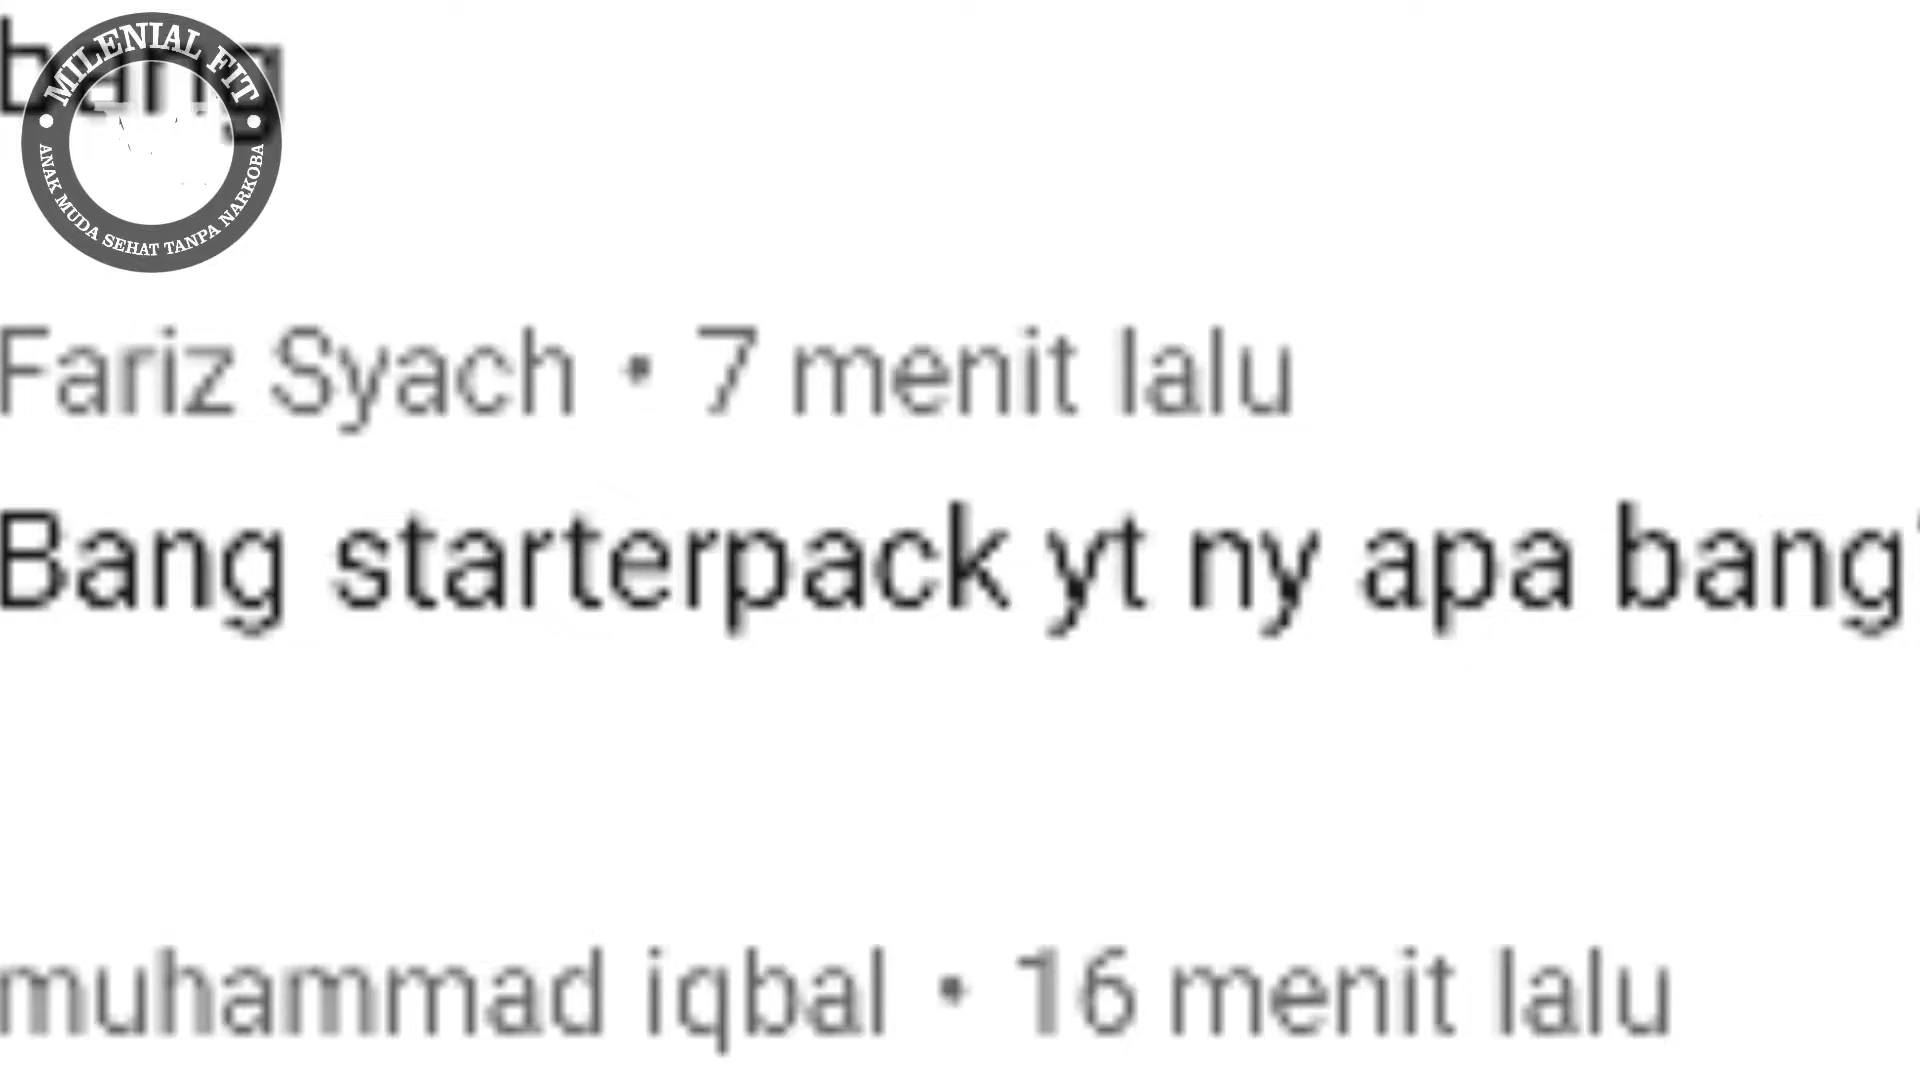 bang
MILENIAL FIT
ANAK MUDA SEHAT TANPA NARKOBA
Fariz Syach • 7 menit lalu
Bang starterpack yt ny apa bang
muhammad iqbal • 16 menit lalu